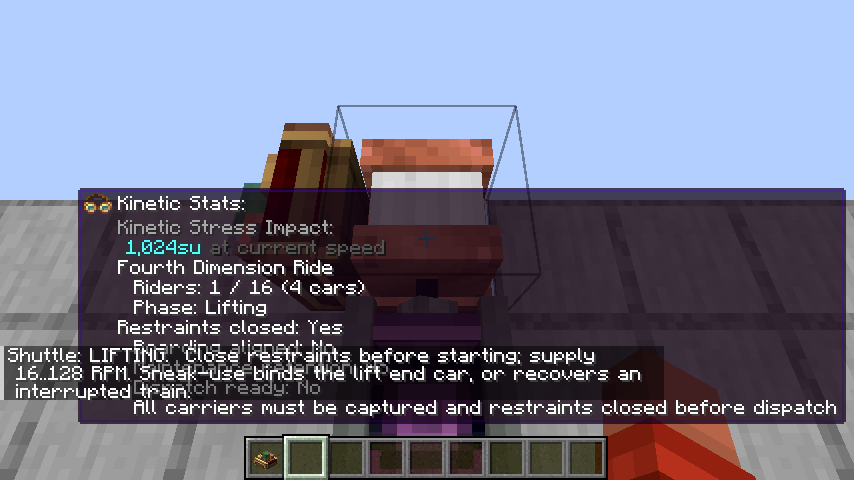 Kinetic Stats:
Kinetic Stress Impact:
1,024su at current speed
Fourth Dimension Ride
Riders: 1 / 16 (4 cars)
Phase: Lifting
Restraints closed: Yes
Boarding aligned: No
Shuttle: LIFTING. Close restraints before starting; supply
16..128 RPM. Sneak-use binds the lift end car, or recovers an
interrupted train.
Dispatch ready: No
All carriers must be captured and restraints closed before dispatch